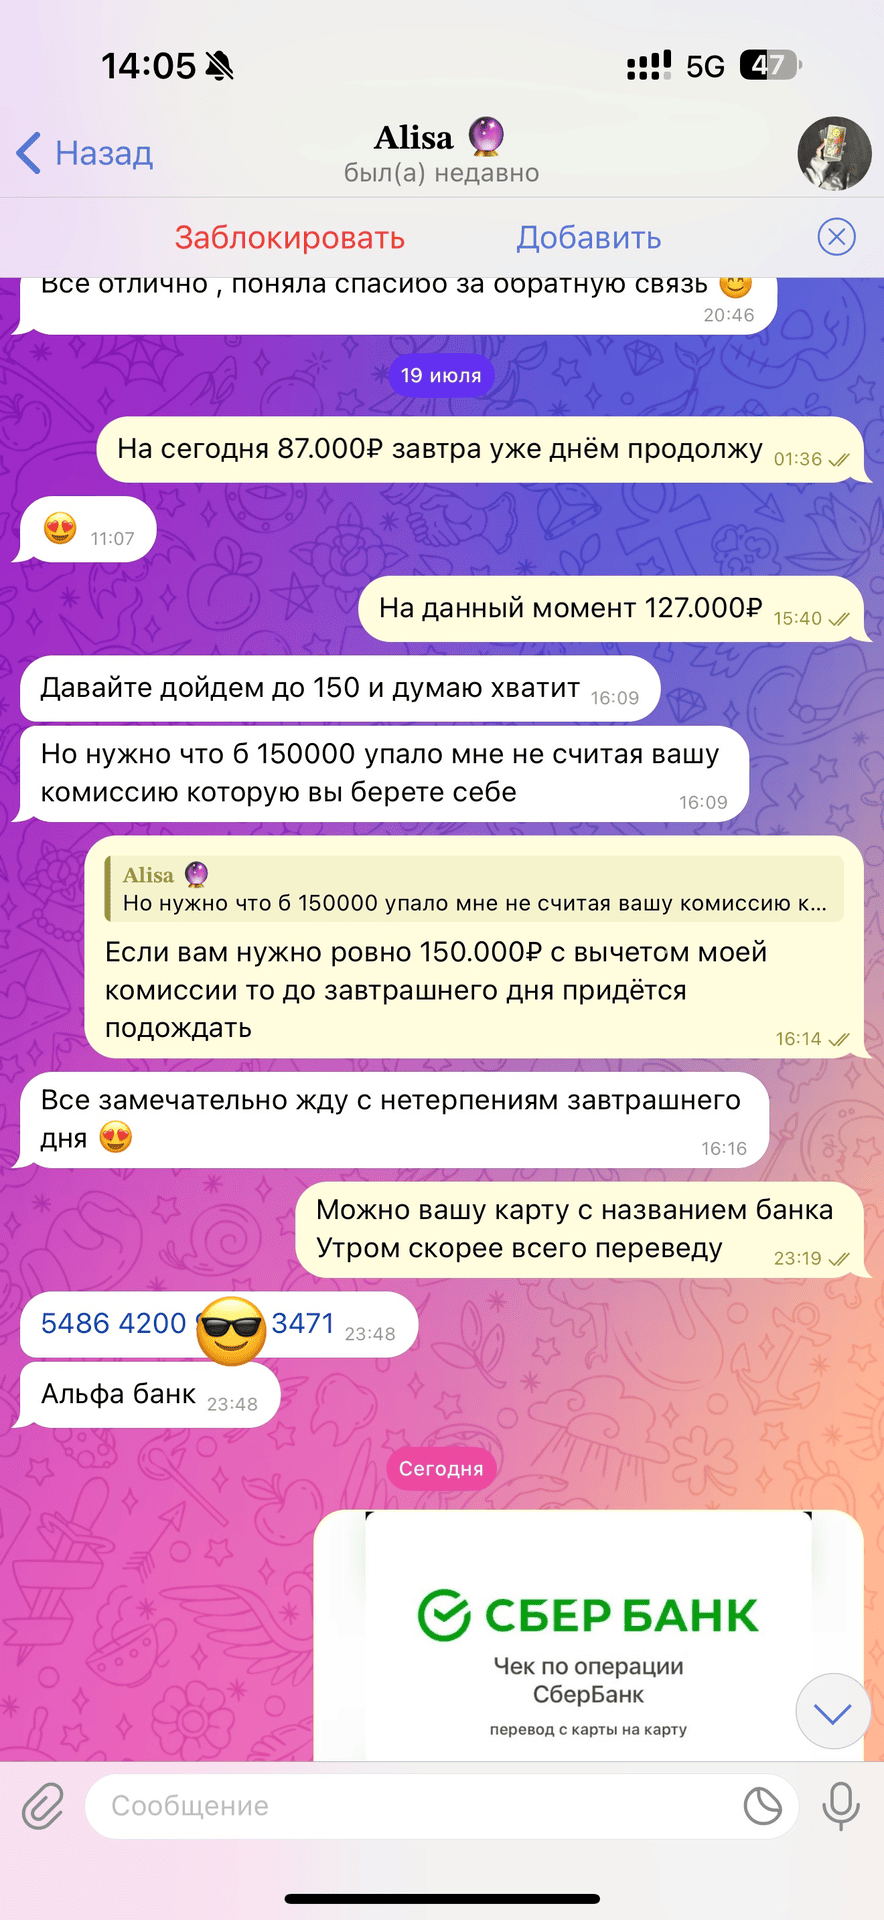 14:05
5G 47
Назад
Alisa
был(а) недавно
Заблокировать
Добавить
Все отлично , поняла спасибо за обратную связь
20:46
19 июля
На сегодня 87.000₽ завтра уже днём продолжу 01:36
11:07
На данный момент 127.000₽ 15:40
Давайте дойдем до 150 и думаю хватит 16:09
Но нужно что б 150000 упало мне не считая вашу
комиссию которую вы берете себе 16:09
Alisa
Но нужно что б 150000 упало мне не считая вашу комиссию к...
Если вам нужно ровно 150.000₽ с вычетом моей
комиссии то до завтрашнего дня придётся
подождать
16:14
Все замечательно жду с нетерпениям завтрашнего
дня
16:16
Можно вашу карту с названием банка
Утром скорее всего переведу 23:19
5486 4200 3471 23:48
Альфа банк 23:48
Сегодня
СБЕР БАНК
Чек по операции
СберБанк
перевод с карты на карту
Сообщение